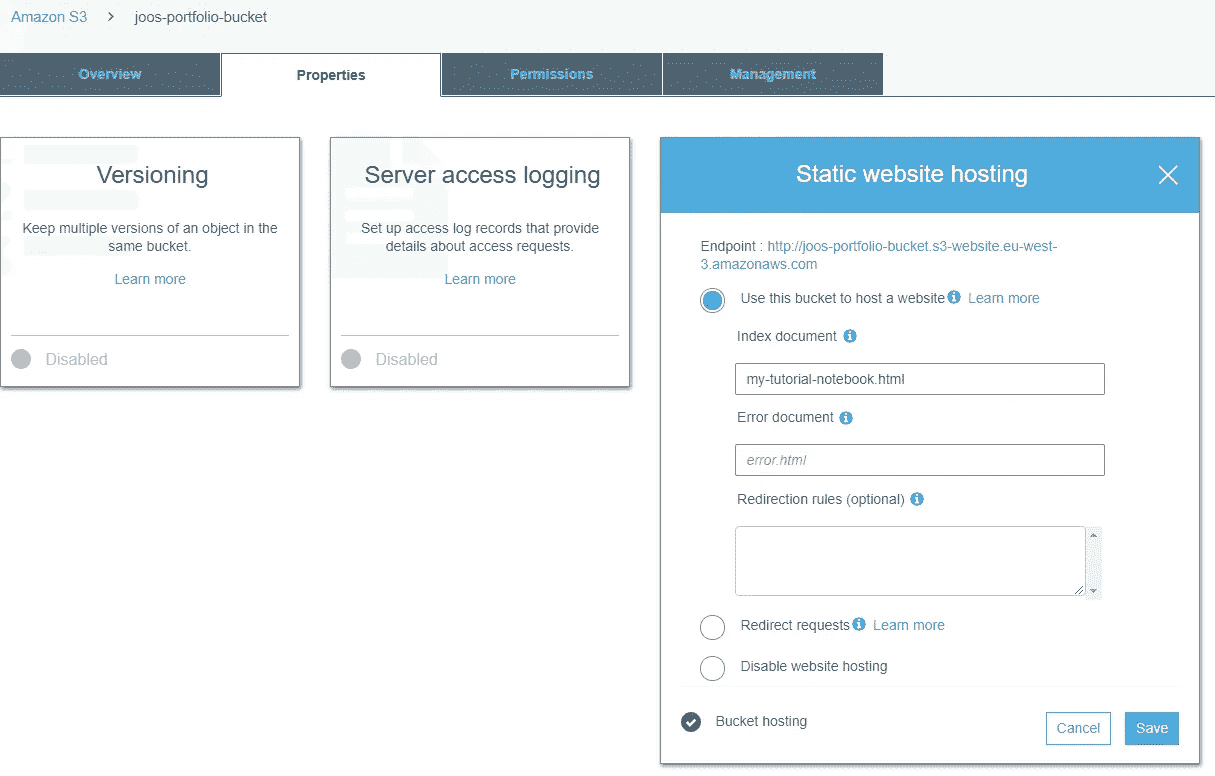 Amazon S3 > joos-portfolio-bucket
Overview
Properties
Permissions
Management
Versioning
Keep multiple versions of an object in the
same bucket.
Learn more
Disabled
Server access logging
Set up access log records that provide
details about access requests.
Learn more
Disabled
Static website hosting
Endpoint : http://joos-portfolio-bucket.s3-website.eu-west-
3.amazonaws.com
Use this bucket to host a website Learn more
Index document
my-tutorial-notebook.html
Error document
error.html
Redirection rules (optional)
Redirect requests Learn more
Disable website hosting
Bucket hosting
Cancel
Save